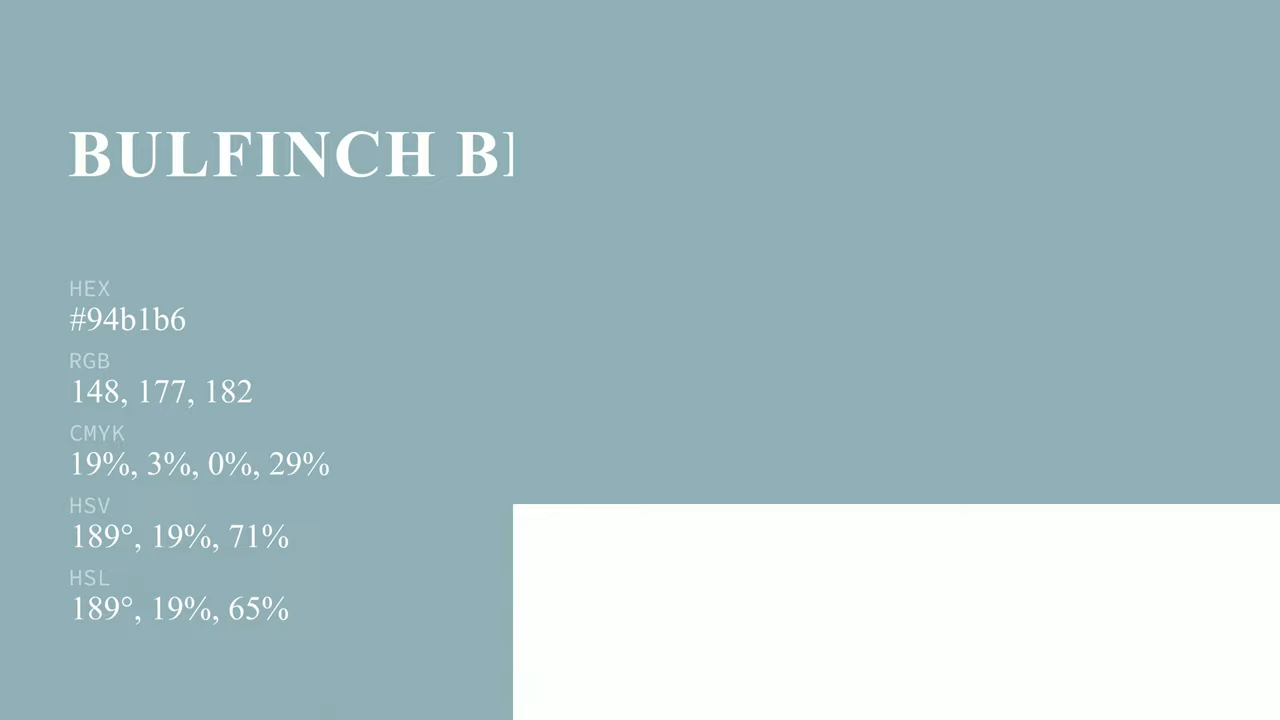 BULFINCH B
HEX
#94b1b6
RGB
148, 177, 182
CMYK
19%, 3%, 0%, 29%
HSV
189°, 19%, 71%
HSL
189°, 19%, 65%